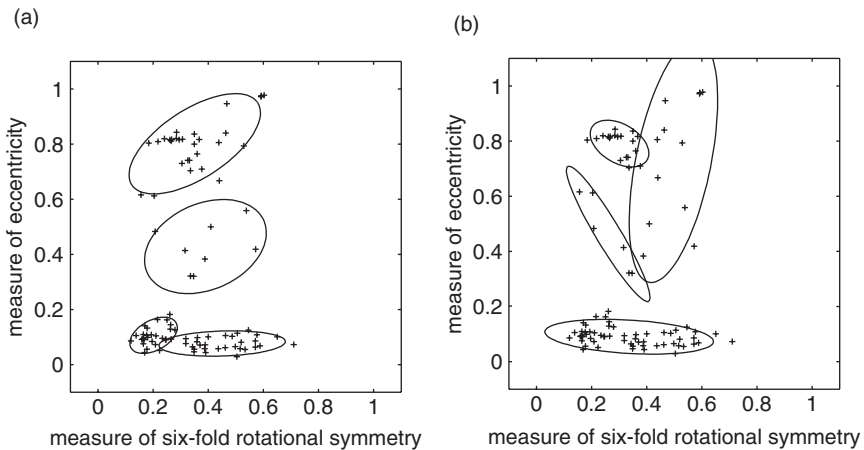 (a)
1
0.8
0.6
0.4
0.2
0
0 0.2 0.4 0.6 0.8 1
measure of eccentricity
measure of six-fold rotational symmetry
(b)
1
0.8
0.6
0.4
0.2
0
0 0.2 0.4 0.6 0.8 1
measure of eccentricity
measure of six-fold rotational symmetry